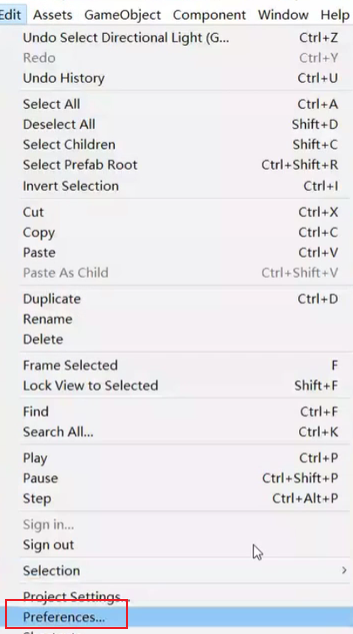 Edit Assets GameObject Component Window Help
Undo Select Directional Light (G... Ctrl+Z
Redo Ctrl+Y
Undo History Ctrl+U
Select All Ctrl+A
Deselect All Shift+D
Select Children Shift+C
Select Prefab Root Ctrl+Shift+R
Invert Selection Ctrl+I
Cut Ctrl+X
Copy Ctrl+C
Paste Ctrl+V
Paste As Child Ctrl+Shift+V
Duplicate Ctrl+D
Rename
Delete
Frame Selected F
Lock View to Selected Shift+F
Find Ctrl+F
Search All... Ctrl+K
Play Ctrl+P
Pause Ctrl+Shift+P
Step Ctrl+Alt+P
Sign in...
Sign out
Selection >
Project Settings...
Preferences...